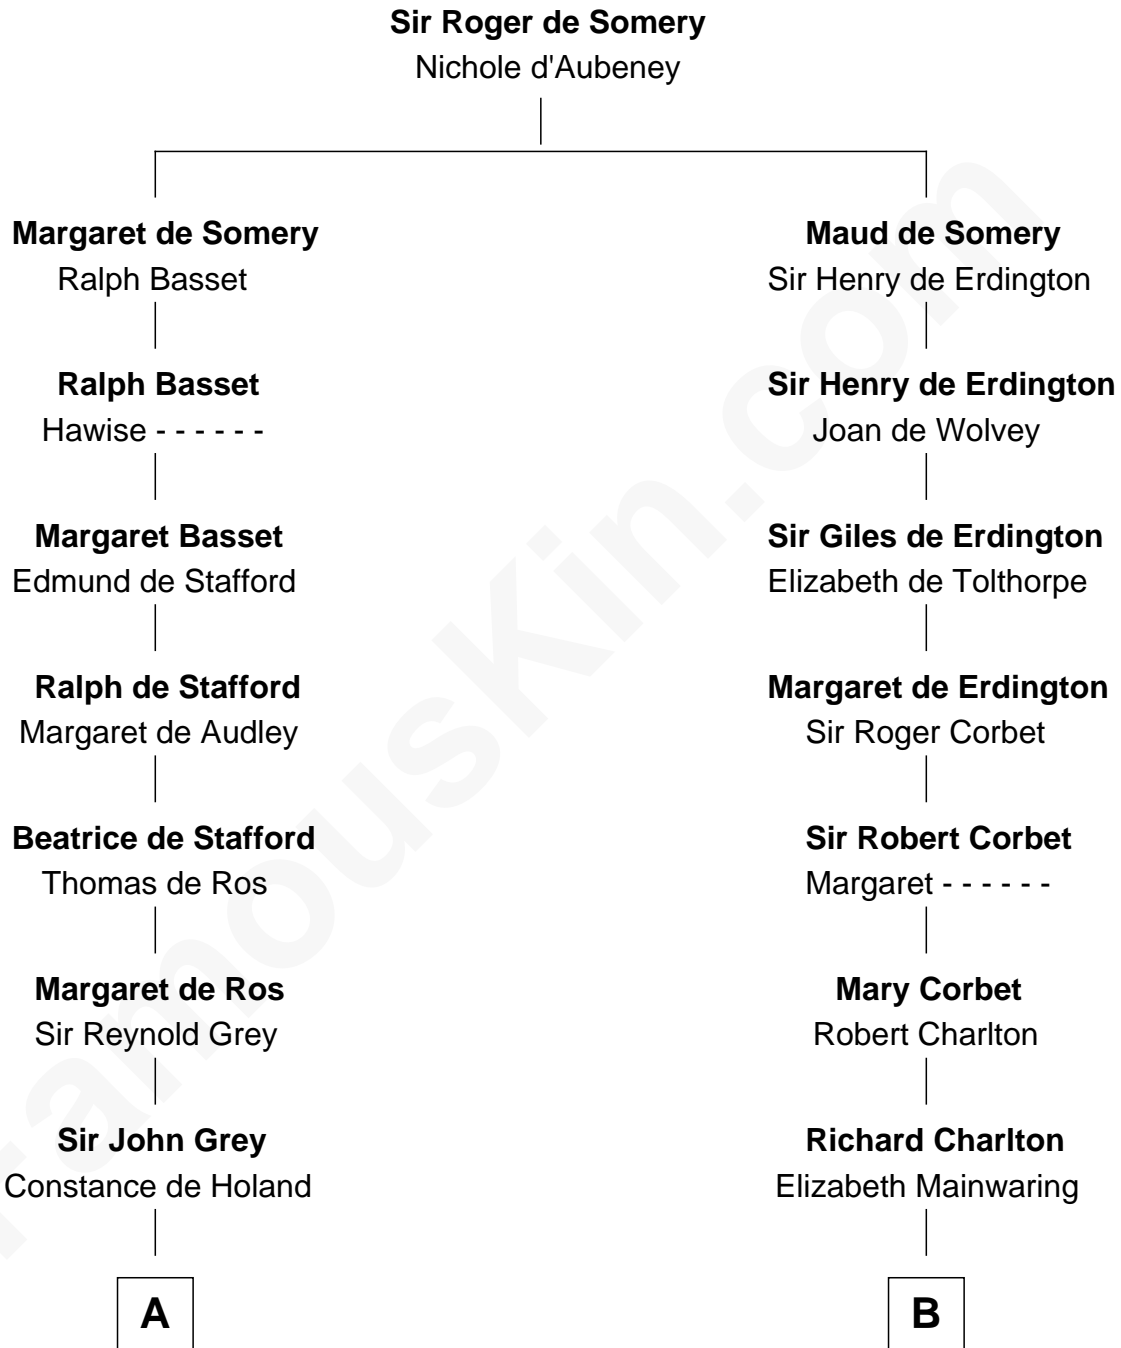 Sir Roger de Somery
Nichole d'Aubeney
Margaret de Somery
Ralph Basset
Maud de Somery
Sir Henry de Erdington
Ralph Basset
Hawise - - - - - -
Sir Henry de Erdington
Joan de Wolvey
Margaret Basset
Edmund de Stafford
Sir Giles de Erdington
Elizabeth de Tolthorpe
Ralph de Stafford
Margaret de Audley
Margaret de Erdington
Sir Roger Corbet
Beatrice de Stafford
Thomas de Ros
Sir Robert Corbet
Margaret - - - - - -
Margaret de Ros
Sir Reynold Grey
Mary Corbet
Robert Charlton
Sir John Grey
Constance de Holand
Richard Charlton
Elizabeth Mainwaring
A
B
FamousKin.com